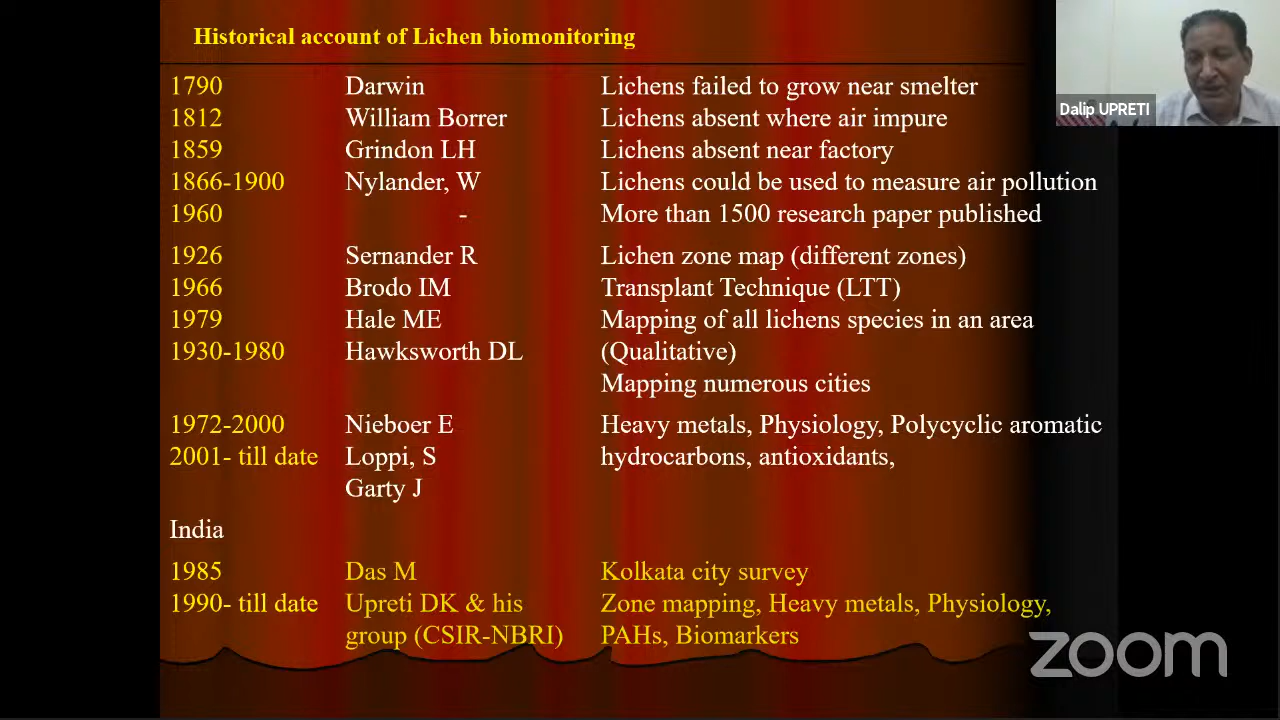 Historical account of Lichen biomonitoring
Dalip UPRETI
1790 Darwin Lichens failed to grow near smelter
1812 William Borrer Lichens absent where air impure
1859 Grindon LH Lichens absent near factory
1866-1900 Nylander, W Lichens could be used to measure air pollution
1960 - More than 1500 research paper published
1926 Sernander R Lichen zone map (different zones)
1966 Brodo IM Transplant Technique (LTT)
1979 Hale ME Mapping of all lichens species in an area
1930-1980 Hawksworth DL (Qualitative)
Mapping numerous cities
1972-2000 Nieboer E Heavy metals, Physiology, Polycyclic aromatic
2001- till date Loppi, S hydrocarbons, antioxidants,
Garty J
India
1985 Das M Kolkata city survey
1990- till date Upreti DK & his Zone mapping, Heavy metals, Physiology,
group (CSIR-NBRI) PAHs, Biomarkers
zoom